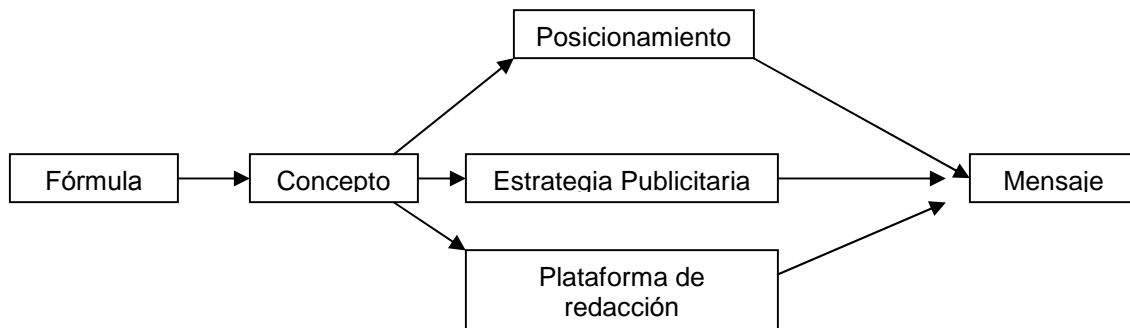 Posicionamiento
Fórmula
Concepto
Estrategia Publicitaria
Mensaje
Plataforma de
redacción